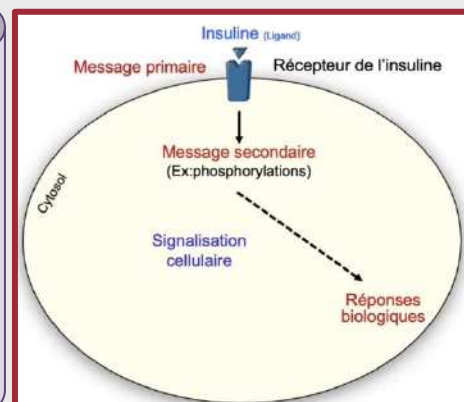 Insuline (Ligand)
Message primaire
Récepteur de l'insuline
Message secondaire
(Ex:phosphorylations)
Cytosol
Signalisation
cellulaire
Réponses
biologiques